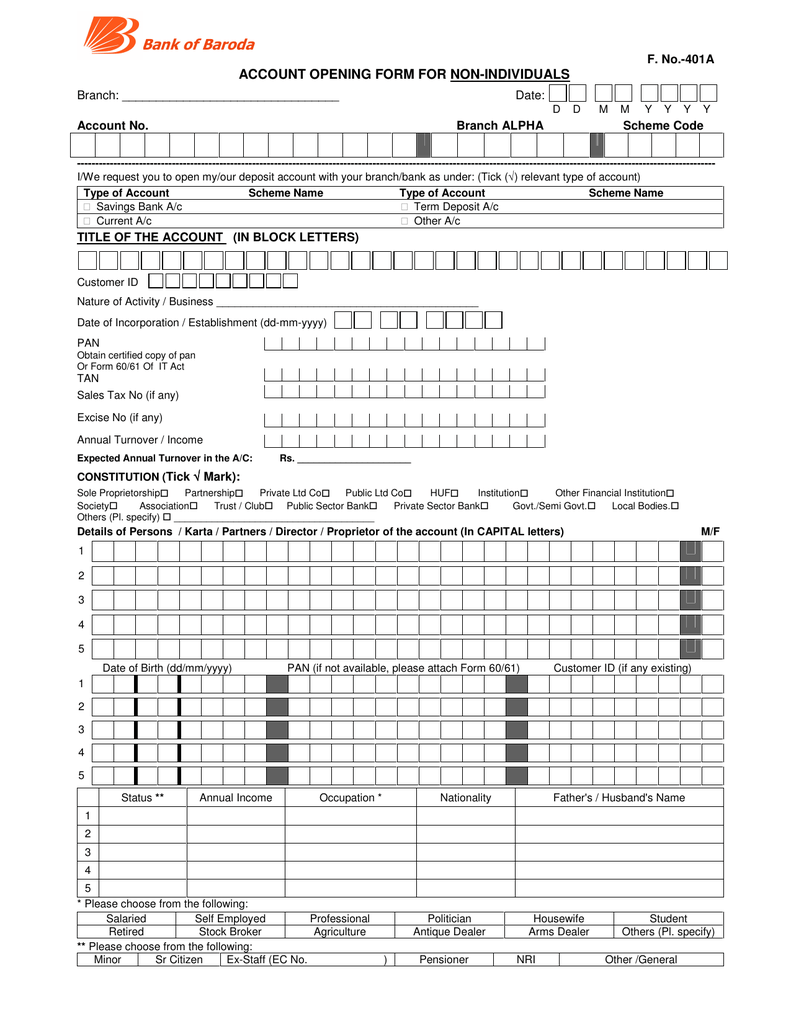 Bank of Baroda
F. No.-401A
ACCOUNT OPENING FORM FOR NON-INDIVIDUALS
Branch: ________________________________ Date:
D D M M Y Y Y Y
Account No. Branch ALPHA Scheme Code
I/We request you to open my/our deposit account with your branch/bank as under: (Tick (√) relevant type of account)
Type of Account Scheme Name Type of Account Scheme Name
□ Savings Bank A/c □ Term Deposit A/c
□ Current A/c □ Other A/c
TITLE OF THE ACCOUNT (IN BLOCK LETTERS)
Customer ID
Nature of Activity / Business ____________________________________________
Date of Incorporation / Establishment (dd-mm-yyyy)
PAN
Obtain certified copy of pan
Or Form 60/61 Of IT Act
TAN
Sales Tax No (if any)
Excise No (if any)
Annual Turnover / Income
Expected Annual Turnover in the A/C: Rs. ____________________
CONSTITUTION (Tick √ Mark):
Sole Proprietorship□ Partnership□ Private Ltd Co□ Public Ltd Co□ HUF□ Institution□ Other Financial Institution□
Society□ Association□ Trust / Club□ Public Sector Bank□ Private Sector Bank□ Govt./Semi Govt.□ Local Bodies.□
Others (Pl. specify) □ ____________________________________
Details of Persons / Karta / Partners / Director / Proprietor of the account (In CAPITAL letters) M/F
1
2
3
4
5
Date of Birth (dd/mm/yyyy) PAN (if not available, please attach Form 60/61) Customer ID (if any existing)
1
2
3
4
5
Status ** Annual Income Occupation * Nationality Father's / Husband's Name
1
2
3
4
5
* Please choose from the following:
Salaried Self Employed Professional Politician Housewife Student
Retired Stock Broker Agriculture Antique Dealer Arms Dealer Others (Pl. specify)
** Please choose from the following:
Minor Sr Citizen Ex-Staff (EC No. ) Pensioner NRI Other /General